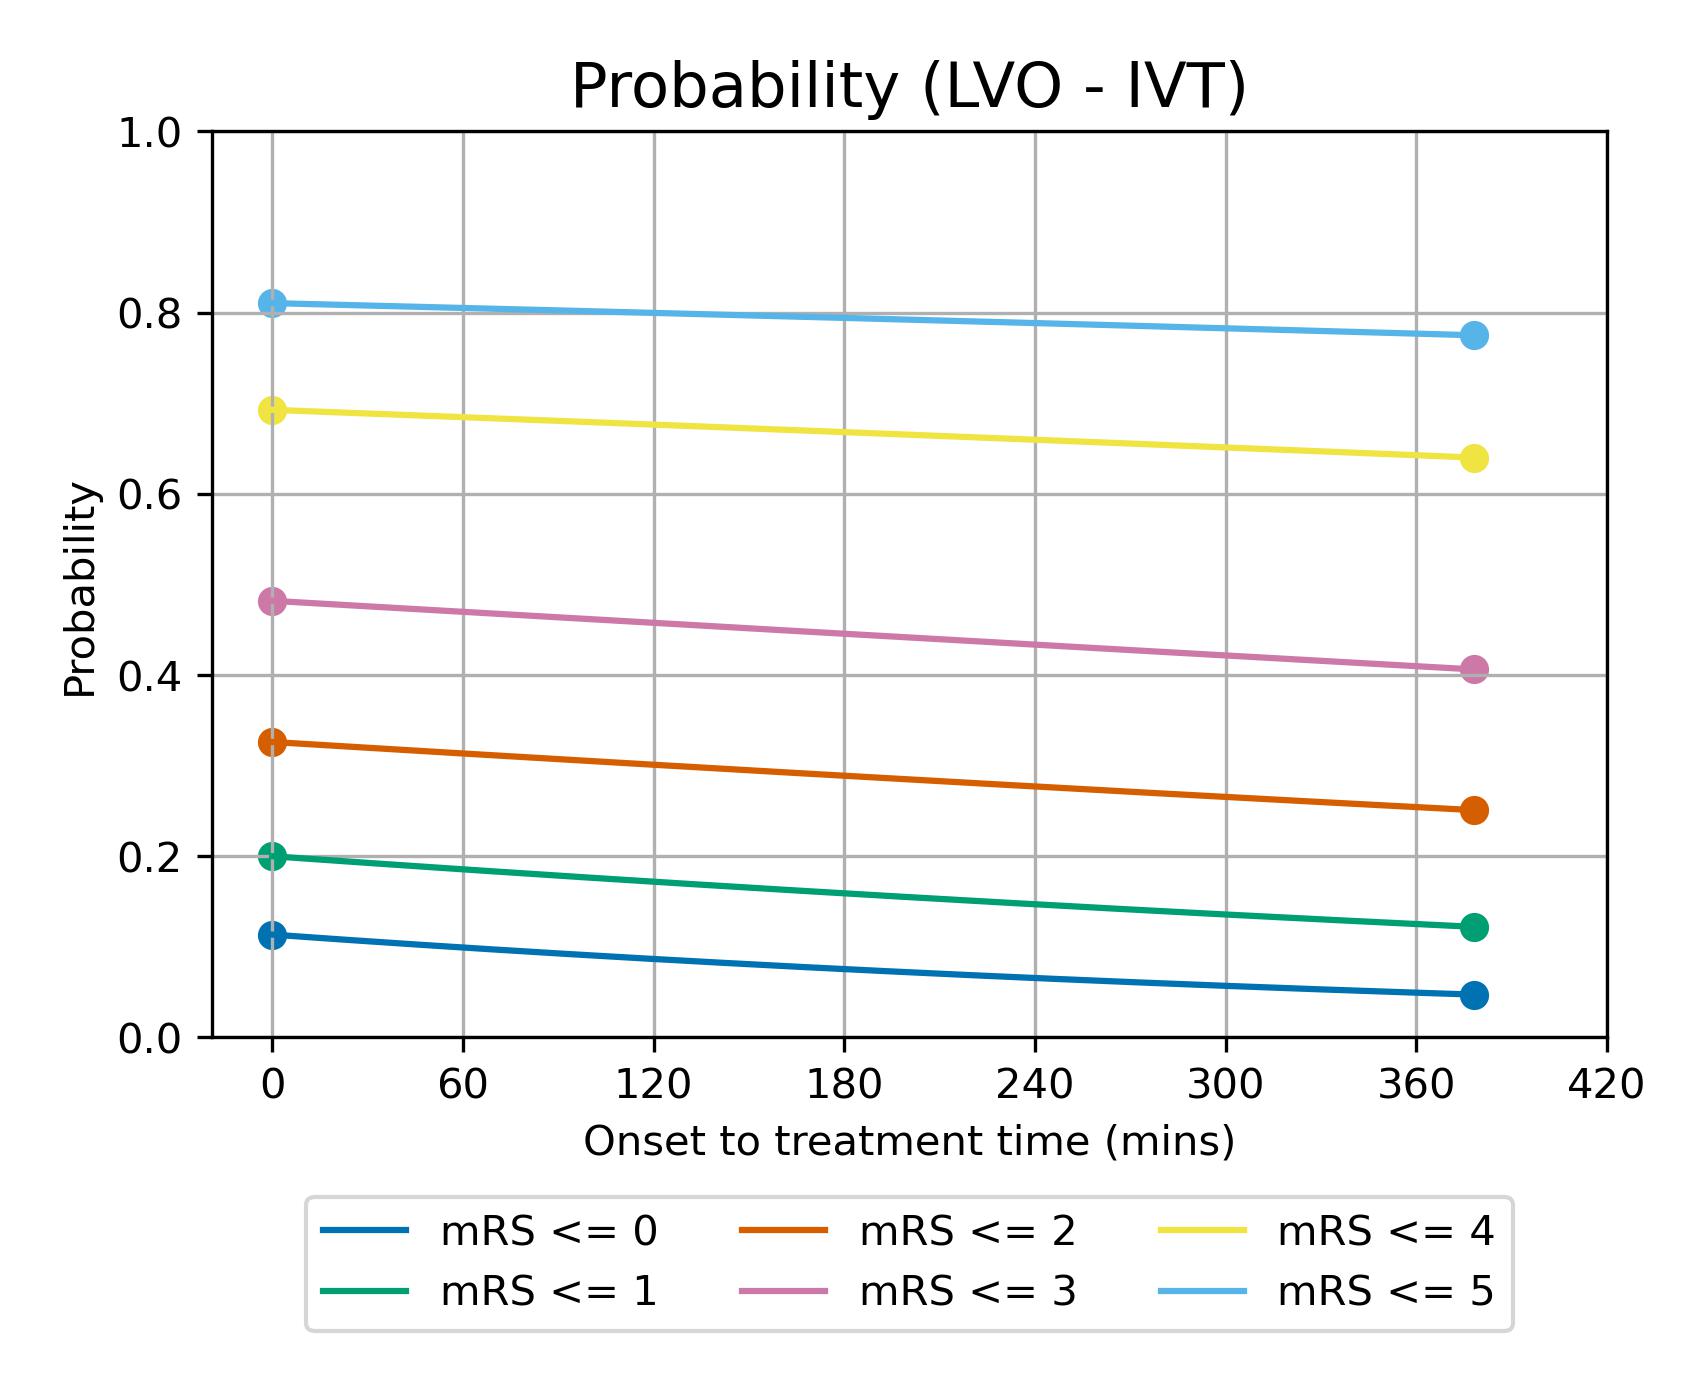 Probability (LVO - IVT)
1.0
0.8
0.6
0.4
0.2
0.0
Probability
0 60 120 180 240 300 360 420
Onset to treatment time (mins)
mRS <= 0 mRS <= 2 mRS <= 4
mRS <= 1 mRS <= 3 mRS <= 5